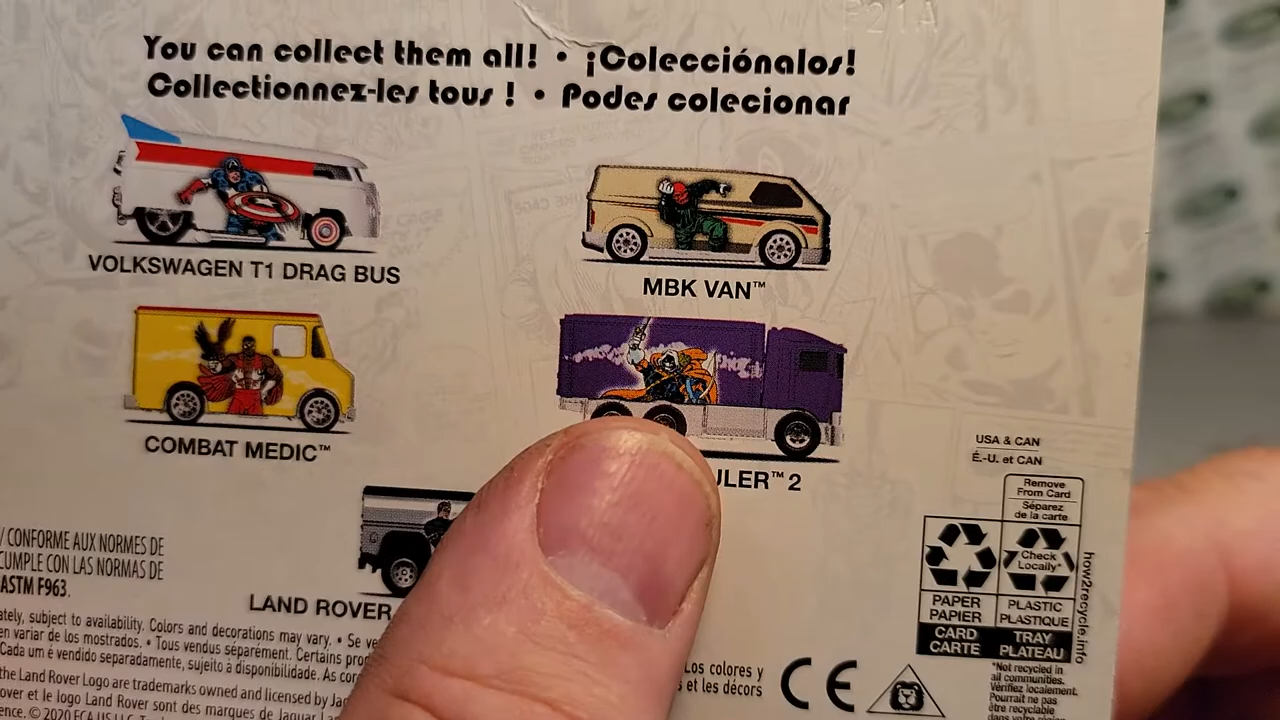 You can collect them all! • ¡Colecciónalos!
Collectionnez-les tous ! • Podes colecionar
VOLKSWAGEN T1 DRAG BUS
MBK VAN™
COMBAT MEDIC™
ULER™ 2
LAND ROVER
USA & CAN
É.-U. et CAN
Remove
From Card
Séparez
de la carte
Check
Locally*
PAPER
PAPIER
PLASTIC
PLASTIQUE
CARD
CARTE
TRAY
PLATEAU
how2recycle.info
*Not recycled in
all communities.
Vérifiez localement.
Pourrait ne pas
être recyclable
/ CONFORME AUX NORMES DE
CUMPLE CON LAS NORMAS DE
ASTM F963.
ately, subject to availability. Colors and decorations may vary. • Se ve
en variar de los mostrados. • Tous vendus séparément. Certains pro
Cada um é vendido separadamente, sujeito à disponibilidade. As cor
Los colores y
et les décors
the Land Rover Logo are trademarks owned and licensed by Ja
over et le logo Land Rover sont des marques de Jaguar La
© 2020 FCA US LLC.
CE